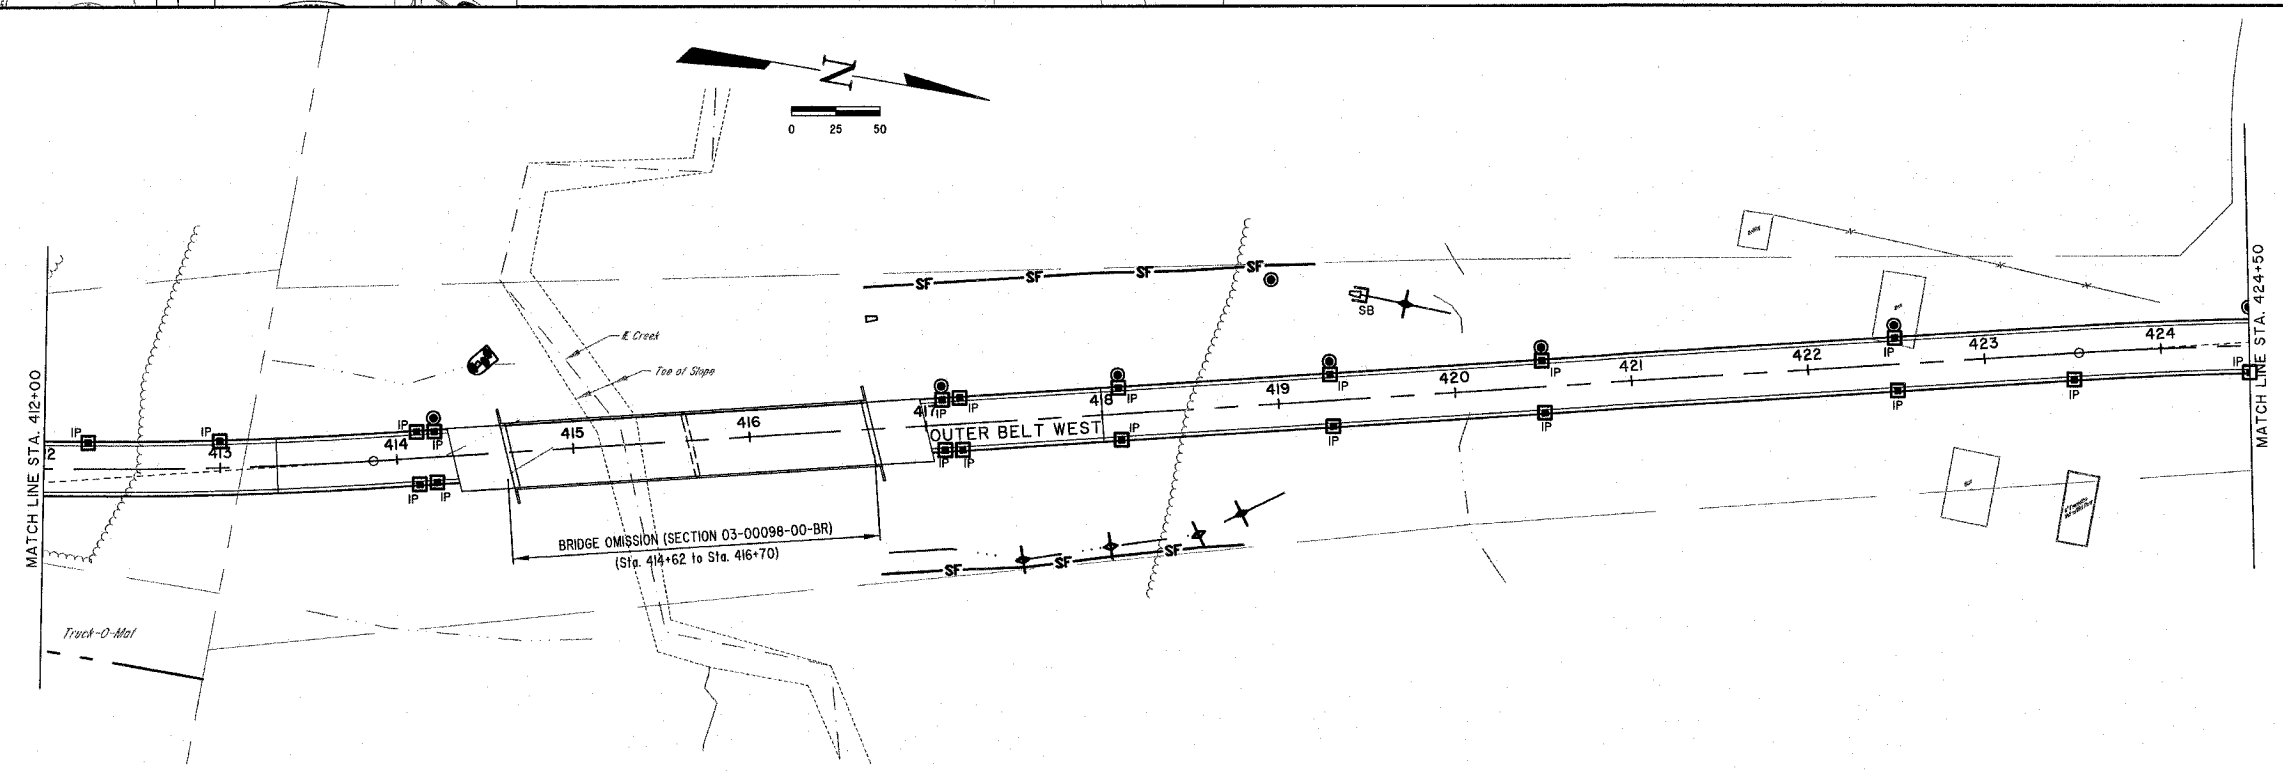 N
0 25 50
MATCH LINE STA. 412+00
MATCH LINE STA. 424+50
SF SF SF SF
SB
℄ Creek
Toe of Slope
IP IP IP IP IP IP IP IP IP IP
2 413 414 415 416 417 418 419 420 421 422 423 424
OUTER BELT WEST
IP IP IP IP IP IP IP IP IP
BRIDGE OMISSION (SECTION 03-00098-00-BR)
(Sta. 414+62 to Sta. 416+70)
SF SF SF
Truck-O-Mat